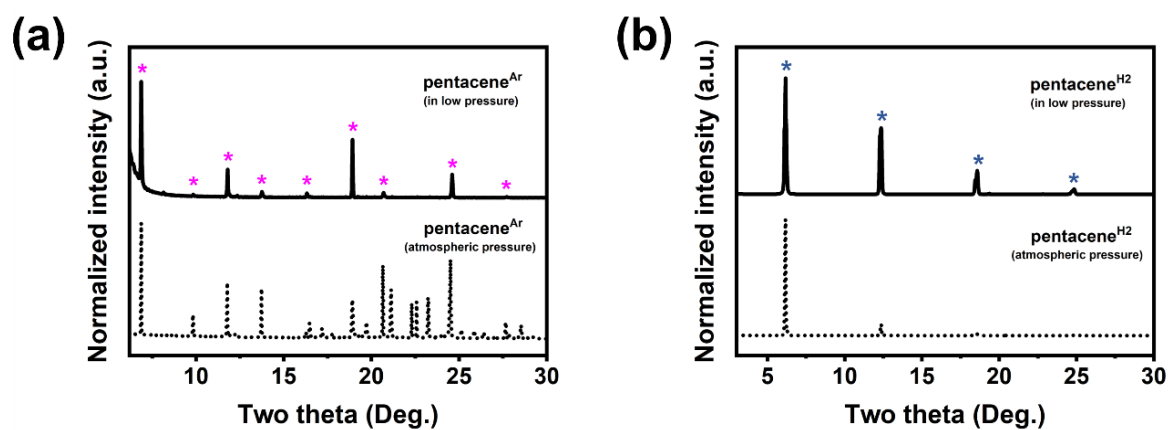 (a)
Normalized intensity (a.u.)
*
*
*
*
*
*
*
*
*
pentacene^Ar
(in low pressure)
pentacene^Ar
(atmospheric pressure)
10
15
20
25
30
Two theta (Deg.)
(b)
Normalized intensity (a.u.)
*
*
*
*
pentacene^H2
(in low pressure)
pentacene^H2
(atmospheric pressure)
5
10
15
20
25
30
Two theta (Deg.)